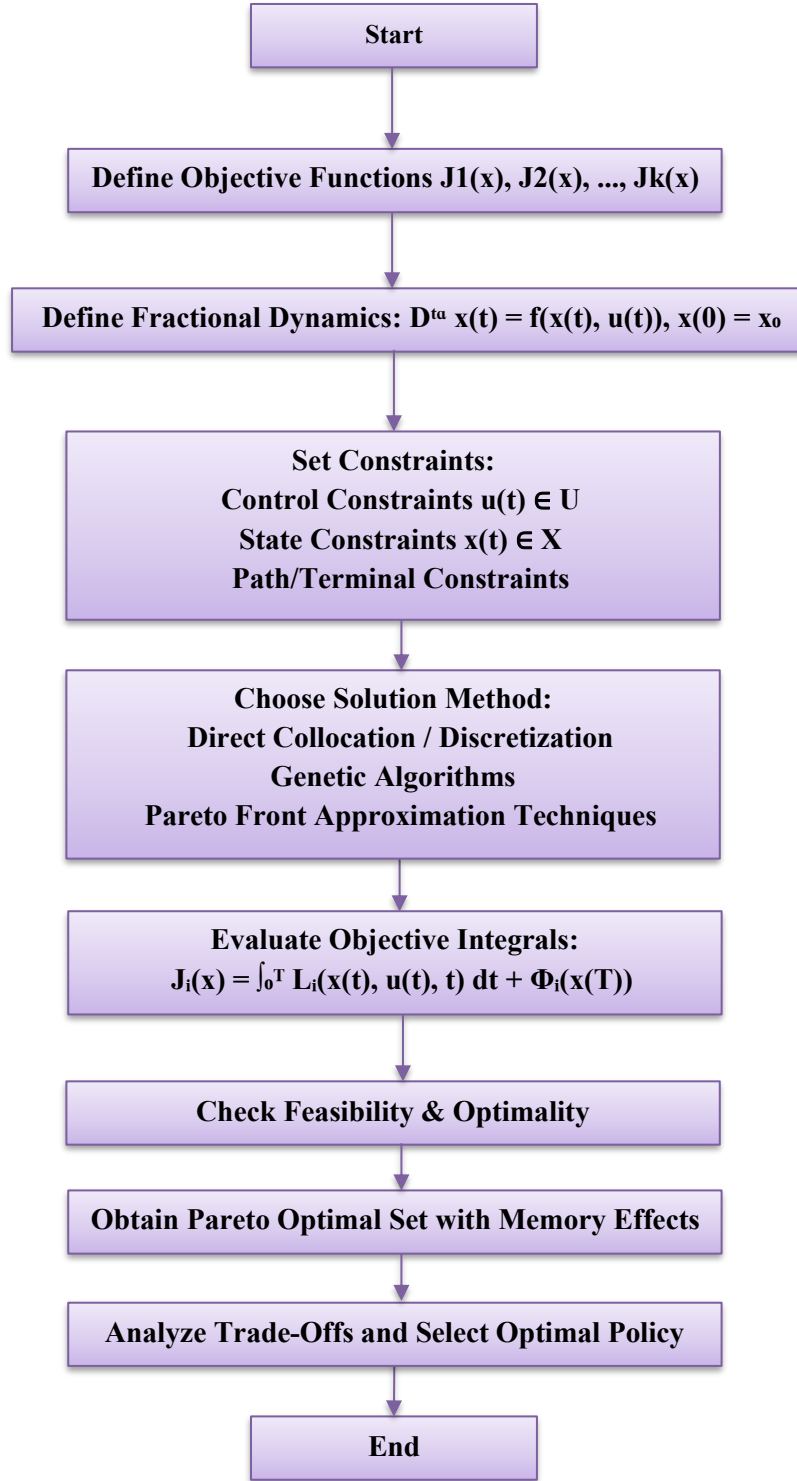 Start
Define Objective Functions J1(x), J2(x), ..., Jk(x)
Define Fractional Dynamics: Dᵗᵅ x(t) = f(x(t), u(t)), x(0) = x₀
Set Constraints:
Control Constraints u(t) ∈ U
State Constraints x(t) ∈ X
Path/Terminal Constraints
Choose Solution Method:
Direct Collocation / Discretization
Genetic Algorithms
Pareto Front Approximation Techniques
Evaluate Objective Integrals:
Jᵢ(x) = ∫₀ᵀ Lᵢ(x(t), u(t), t) dt + Φᵢ(x(T))
Check Feasibility & Optimality
Obtain Pareto Optimal Set with Memory Effects
Analyze Trade-Offs and Select Optimal Policy
End